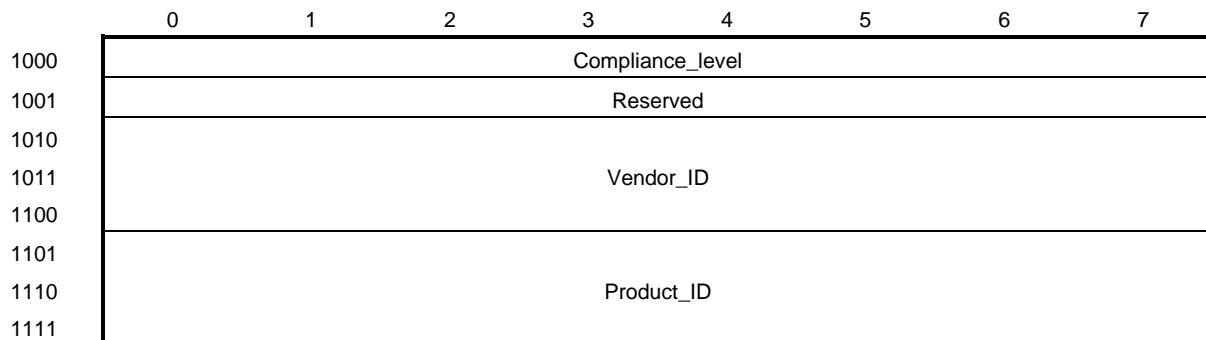 0 1 2 3 4 5 6 7
1000 Compliance_level
1001 Reserved
1010
1011 Vendor_ID
1100
1101
1110 Product_ID
1111